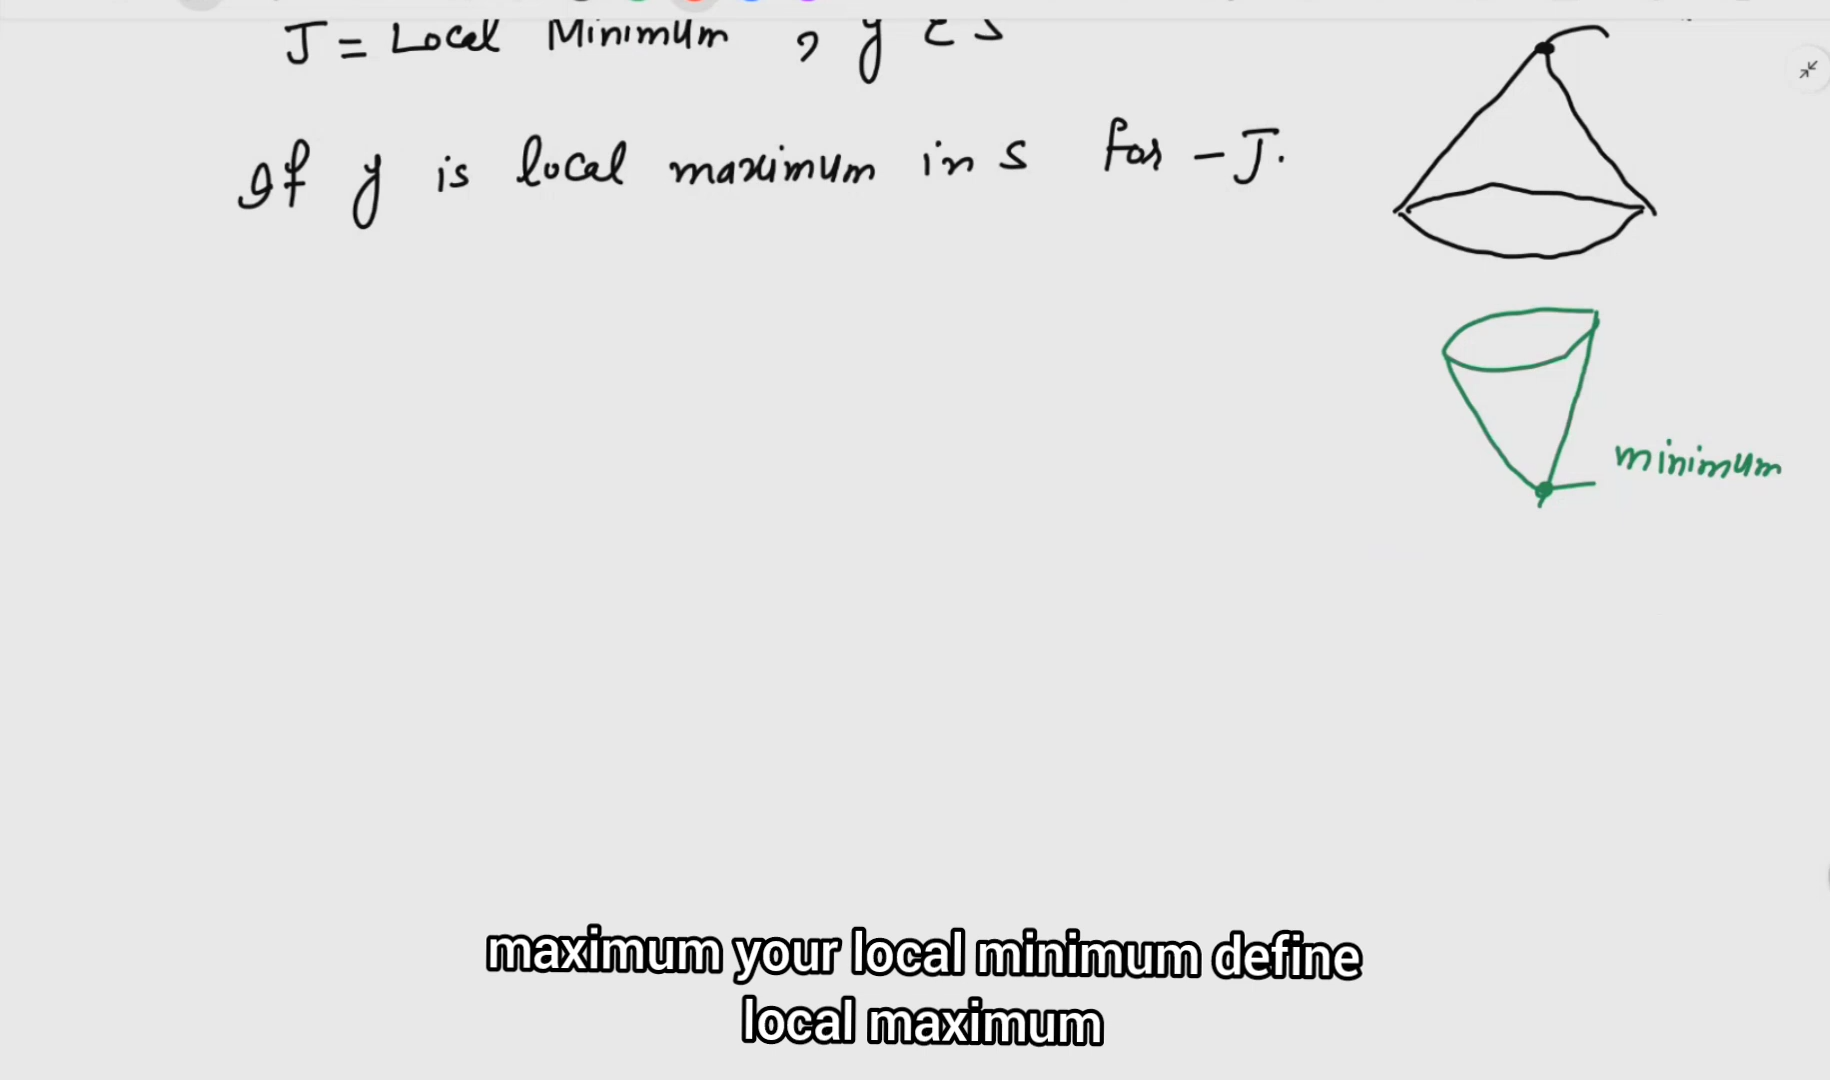 J = Local Minimum , y ∈ S
If y is local maximum in S for - J.
minimum
maximum your local minimum define
local maximum